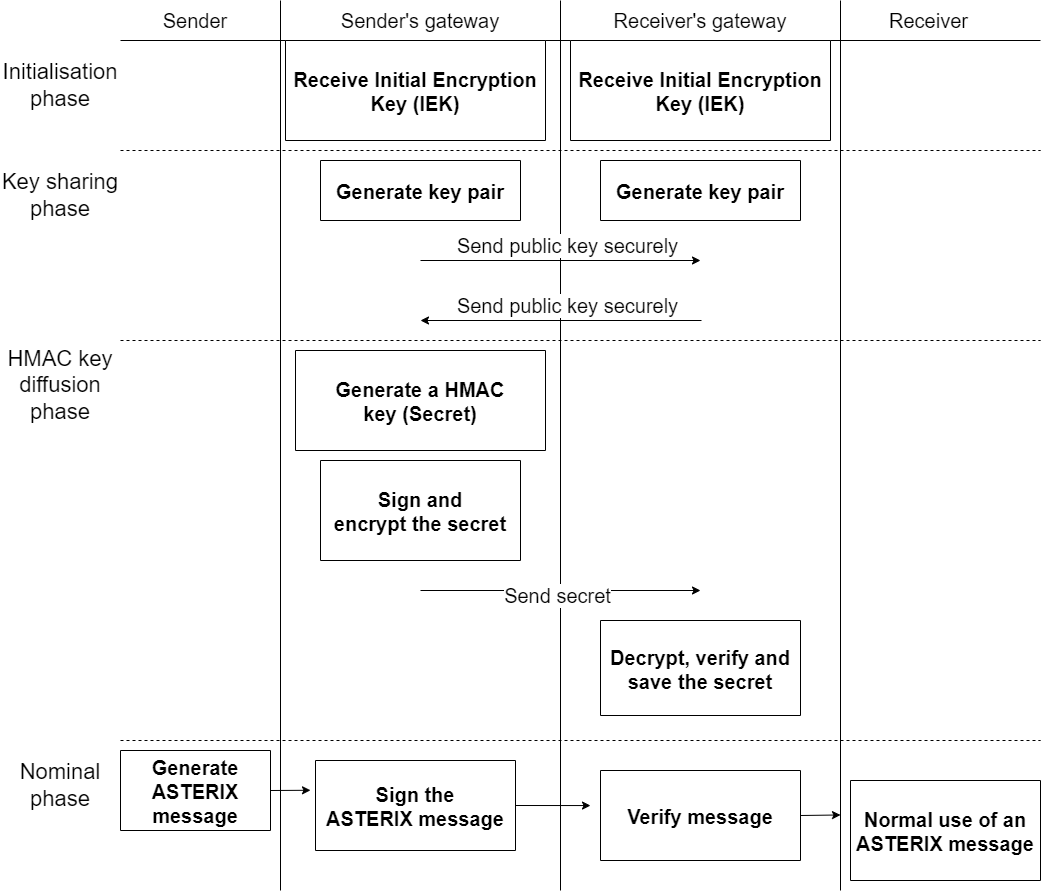 Sender
Sender's gateway
Receiver's gateway
Receiver
Initialisation
phase
Receive Initial Encryption
Key (IEK)
Receive Initial Encryption
Key (IEK)
Key sharing
phase
Generate key pair
Generate key pair
Send public key securely
Send public key securely
HMAC key
diffusion
phase
Generate a HMAC
key (Secret)
Sign and
encrypt the secret
Send secret
Decrypt, verify and
save the secret
Nominal
phase
Generate
ASTERIX
message
Sign the
ASTERIX message
Verify message
Normal use of an
ASTERIX message